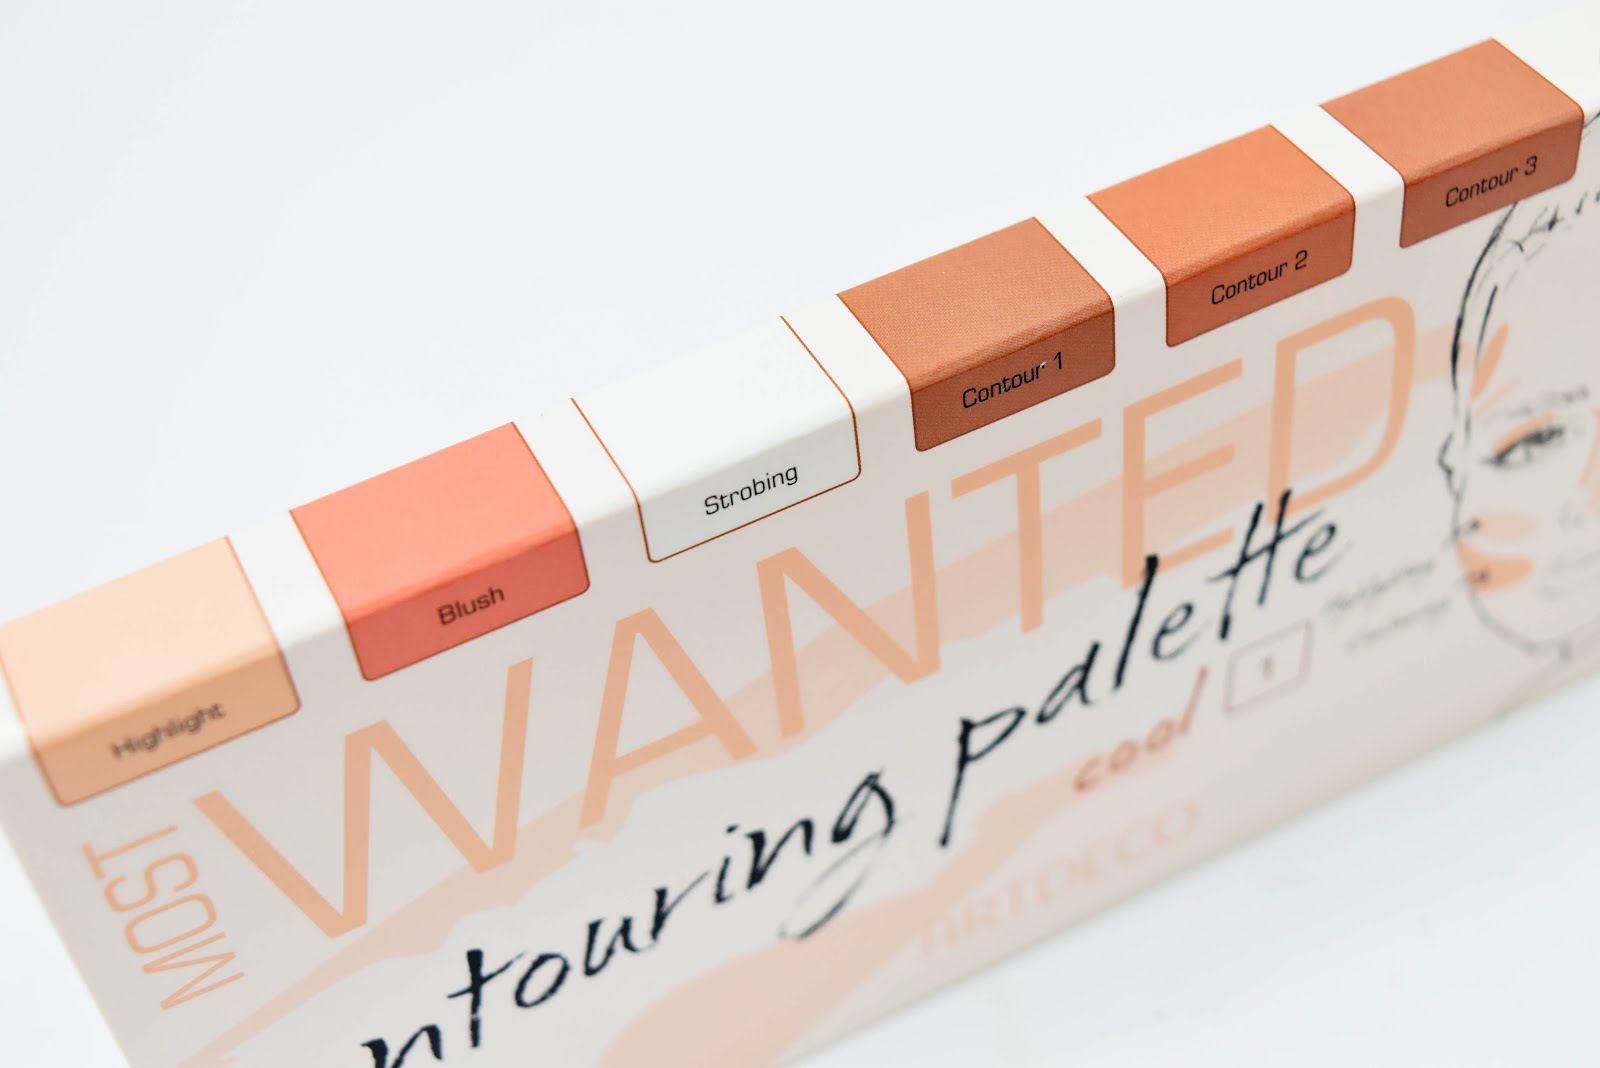 Highlight
Blush
Strobing
Contour 1
Contour 2
Contour 3
MOST
WANTED
ntouring palette
cool 1
ARTDECO